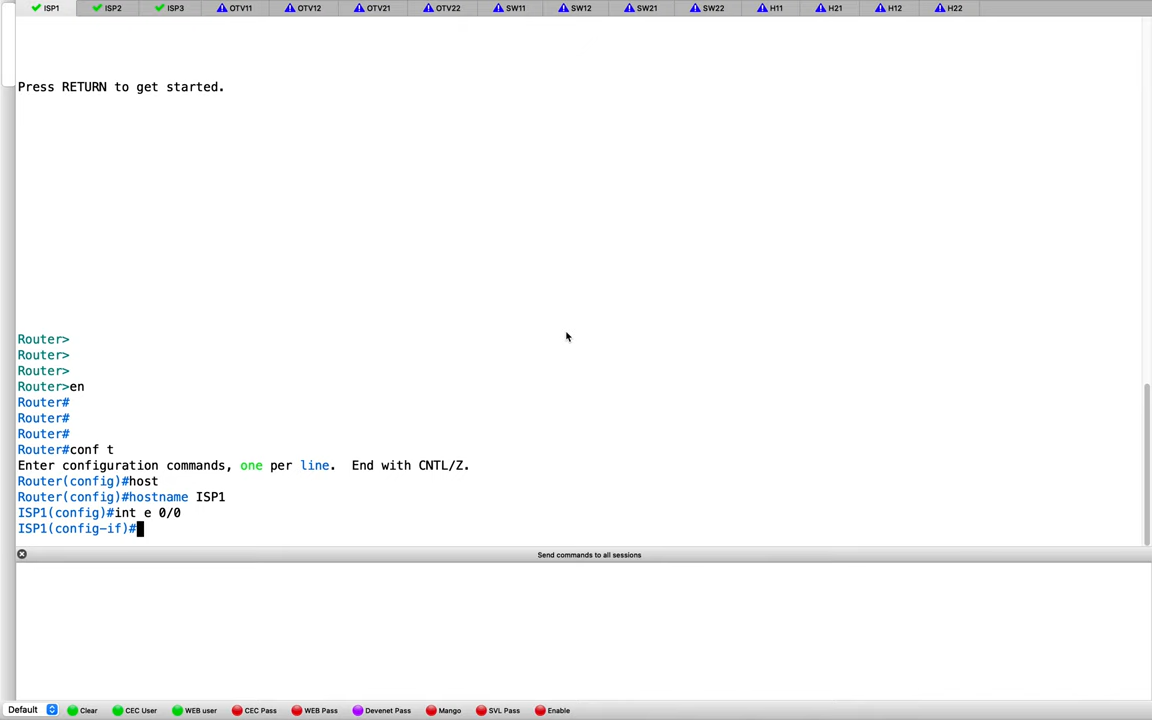 ISP1 ISP2 ISP3 OTV11 OTV12 OTV21 OTV22 SW11 SW12 SW21 SW22 H11 H21 H12 H22
Press RETURN to get started.
Router>
Router>
Router>
Router>en
Router#
Router#
Router#
Router#conf t
Enter configuration commands, one per line.  End with CNTL/Z.
Router(config)#host
Router(config)#hostname ISP1
ISP1(config)#int e 0/0
ISP1(config-if)#
Send commands to all sessions
Default Clear CEC User WEB user CEC Pass WEB Pass Devenet Pass Mango SVL Pass Enable